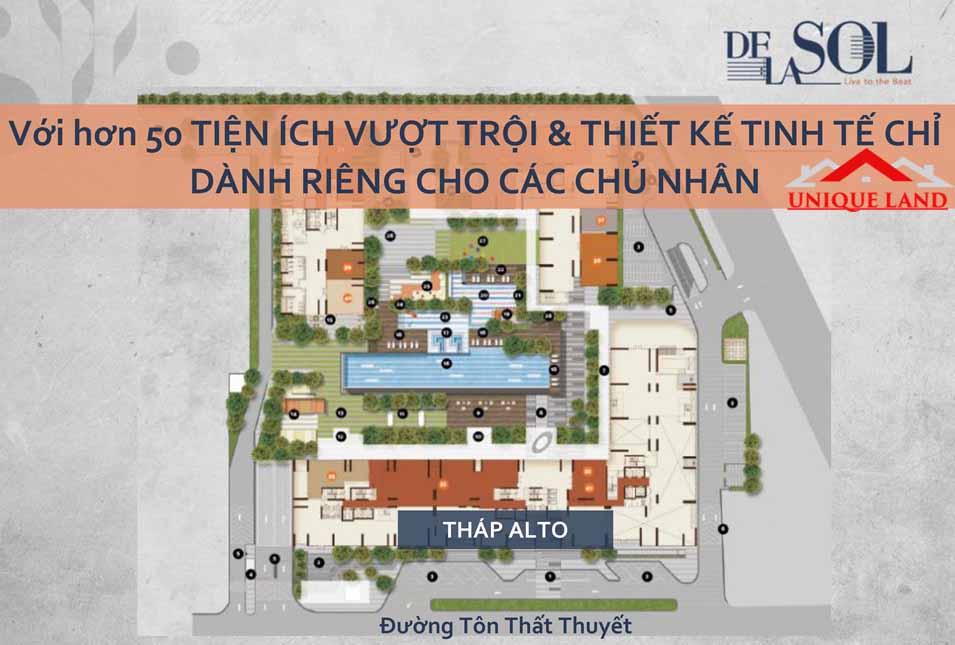 DE LA SOL
Live to the Beat
Với hơn 50 TIỆN ÍCH VƯỢT TRỘI & THIẾT KẾ TINH TẾ CHỈ
DÀNH RIÊNG CHO CÁC CHỦ NHÂN
UNIQUE LAND
THÁP ALTO
Đường Tôn Thất Thuyết